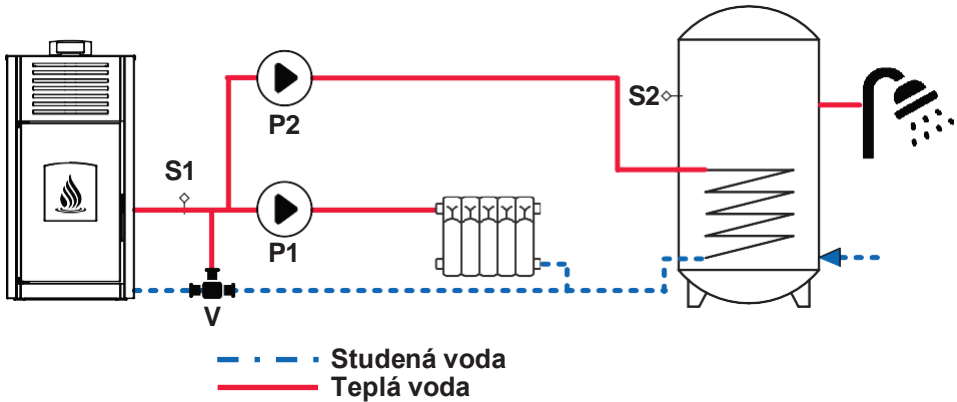 P2
S2
S1
P1
V
Studená voda
Teplá voda